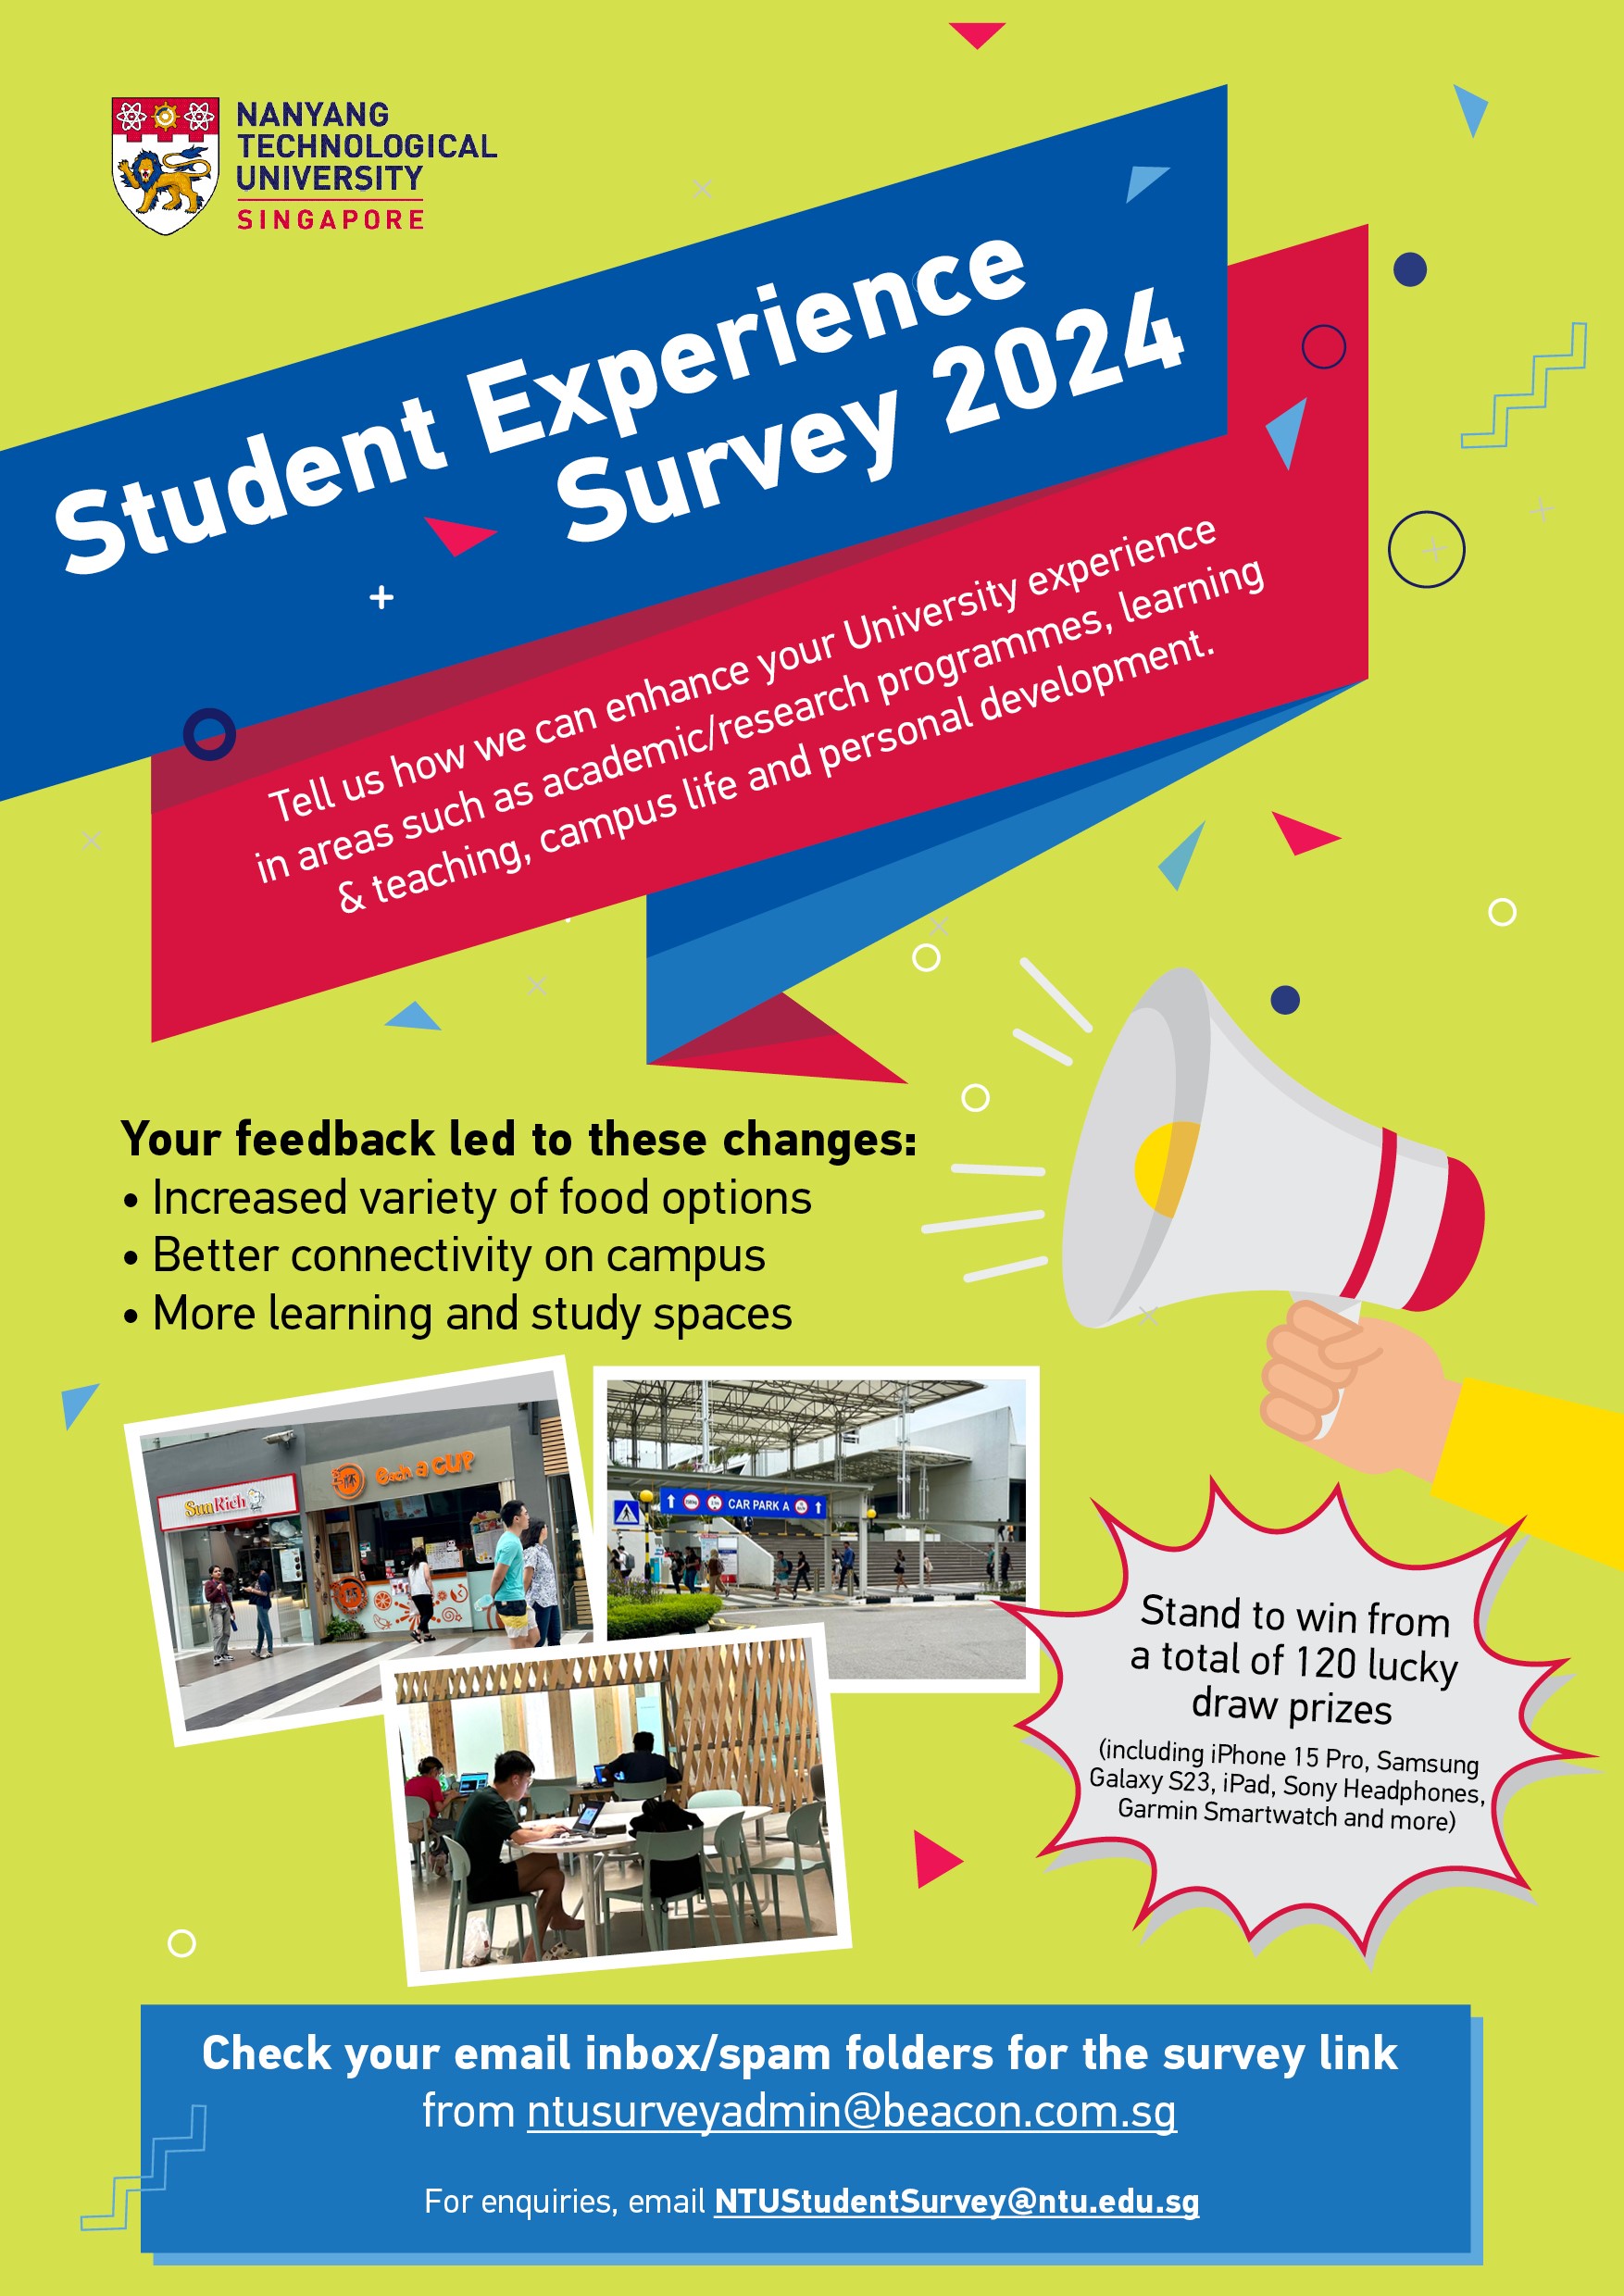 NANYANG
TECHNOLOGICAL
UNIVERSITY
SINGAPORE
Student Experience
Survey 2024
Tell us how we can enhance your University experience
in areas such as academic/research programmes, learning
& teaching, campus life and personal development.
Your feedback led to these changes:
• Increased variety of food options
• Better connectivity on campus
• More learning and study spaces
SunRich
Each a CUP
CAR PARK A
Stand to win from
a total of 120 lucky
draw prizes
(including iPhone 15 Pro, Samsung
Galaxy S23, iPad, Sony Headphones,
Garmin Smartwatch and more)
Check your email inbox/spam folders for the survey link
from ntusurveyadmin@beacon.com.sg
For enquiries, email NTUStudentSurvey@ntu.edu.sg